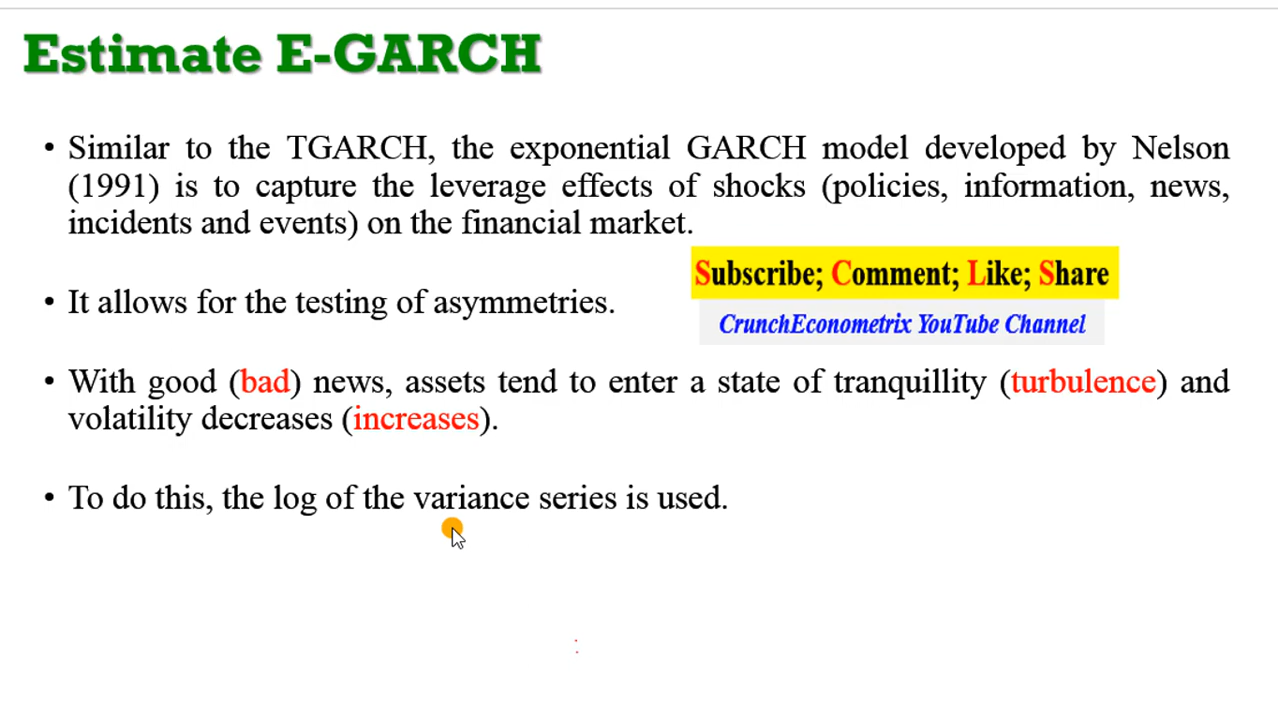 Estimate E-GARCH
• Similar to the TGARCH, the exponential GARCH model developed by Nelson
(1991) is to capture the leverage effects of shocks (policies, information, news,
incidents and events) on the financial market.
Subscribe; Comment; Like; Share
CrunchEconometrix YouTube Channel
• It allows for the testing of asymmetries.
• With good (bad) news, assets tend to enter a state of tranquillity (turbulence) and
volatility decreases (increases).
• To do this, the log of the variance series is used.